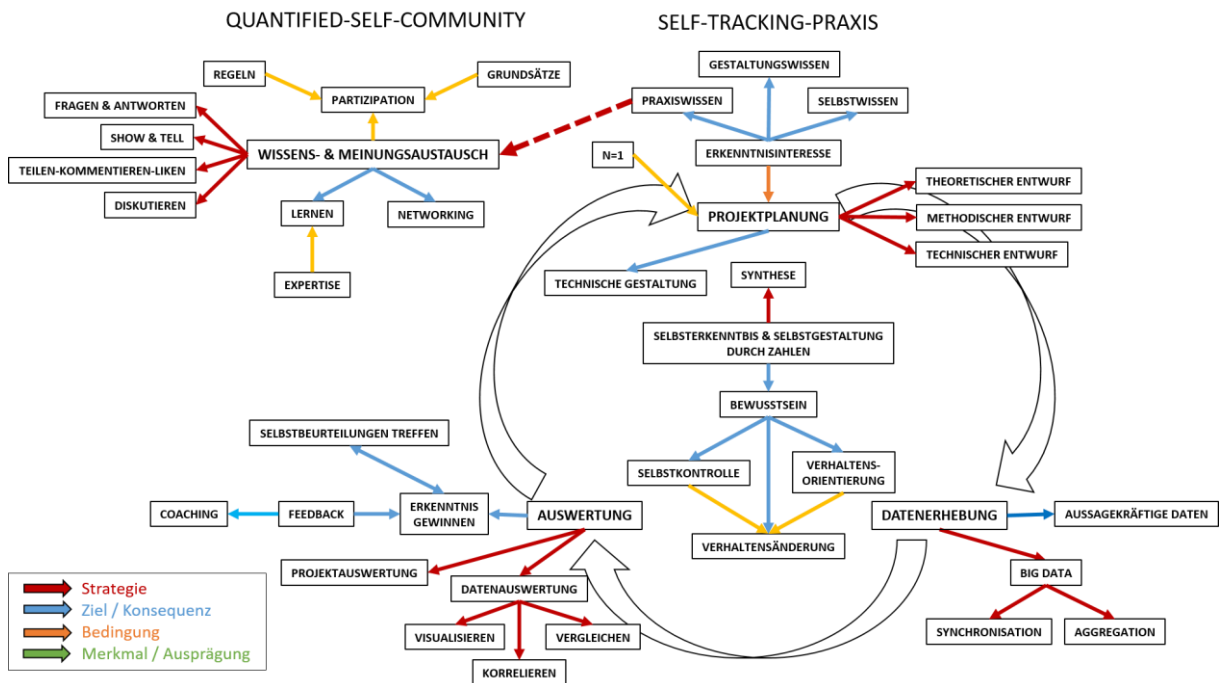 QUANTIFIED-SELF-COMMUNITY
SELF-TRACKING-PRAXIS
REGELN
GRUNDSÄTZE
PARTIZIPATION
FRAGEN & ANTWORTEN
SHOW & TELL
TEILEN-KOMMENTIEREN-LIKEN
DISKUTIEREN
WISSENS- & MEINUNGSAUSTAUSCH
LERNEN
NETWORKING
EXPERTISE
GESTALTUNGSWISSEN
PRAXISWISSEN
SELBSTWISSEN
ERKENNTNISINTERESSE
N=1
PROJEKTPLANUNG
THEORETISCHER ENTWURF
METHODISCHER ENTWURF
TECHNISCHER ENTWURF
TECHNISCHE GESTALTUNG
SYNTHESE
SELBSTERKENNTBIS & SELBSTGESTALTUNG
DURCH ZAHLEN
BEWUSSTSEIN
SELBSTKONTROLLE
VERHALTENS-
ORIENTIERUNG
VERHALTENSÄNDERUNG
SELBSTBEURTEILUNGEN TREFFEN
COACHING
FEEDBACK
ERKENNTNIS
GEWINNEN
AUSWERTUNG
DATENERHEBUNG
AUSSAGEKRÄFTIGE DATEN
PROJEKTAUSWERTUNG
DATENAUSWERTUNG
VISUALISIEREN
VERGLEICHEN
KORRELIEREN
BIG DATA
SYNCHRONISATION
AGGREGATION
Strategie
Ziel / Konsequenz
Bedingung
Merkmal / Ausprägung